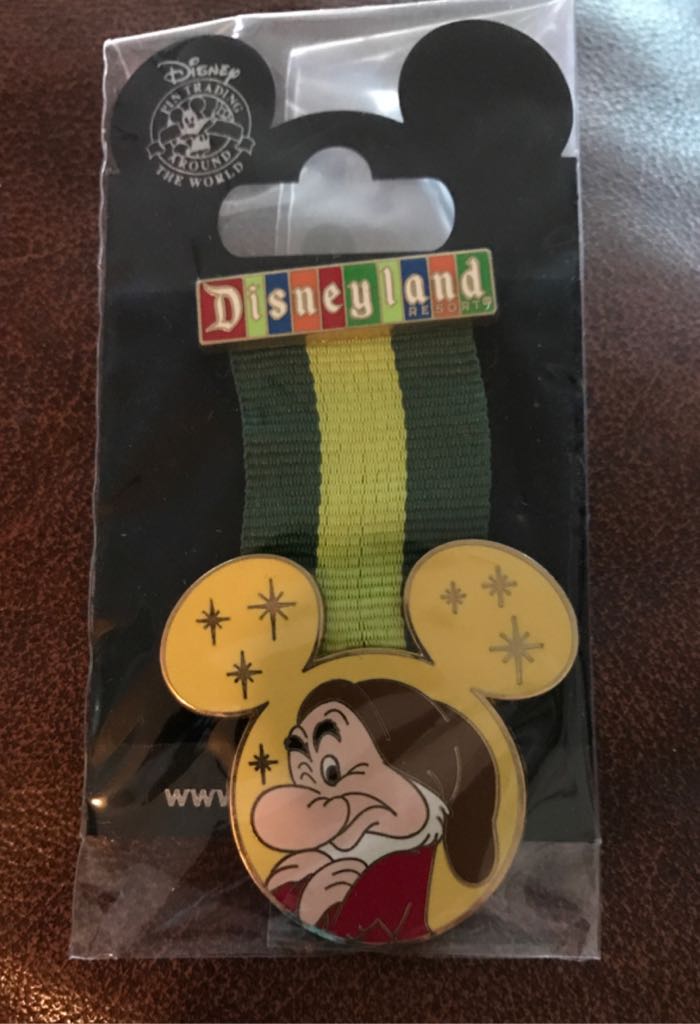 Disney
PIN TRADING
AROUND
THE WORLD
Disneyland
RESORT
www.